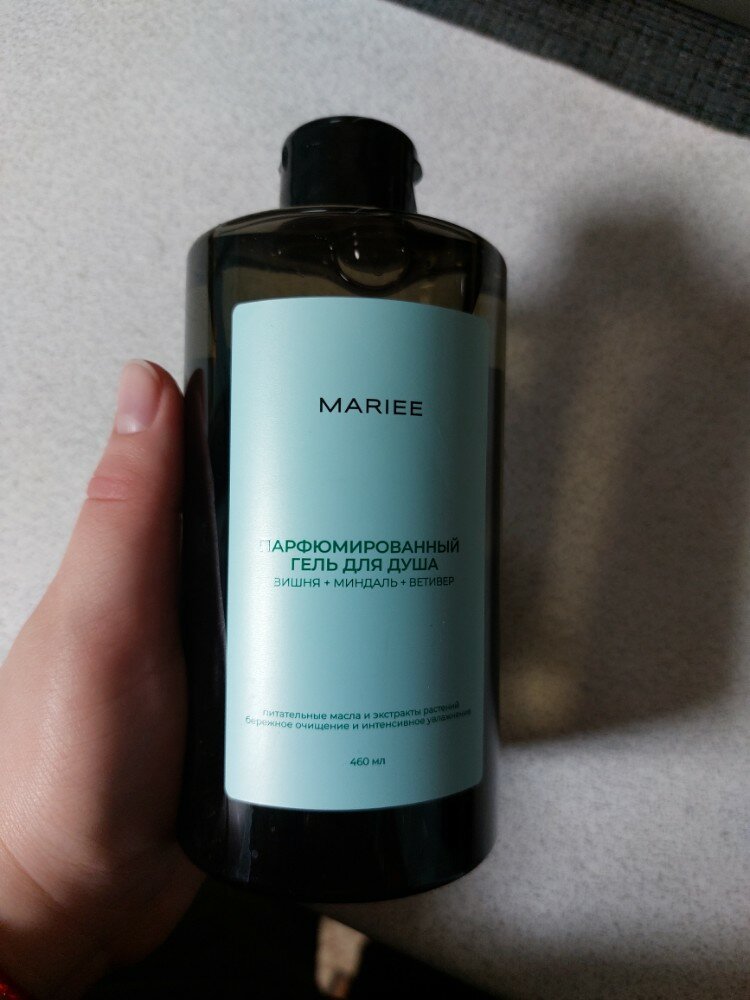 MARIEE
ПАРФЮМИРОВАННЫЙ
ГЕЛЬ ДЛЯ ДУША
ВИШНЯ + МИНДАЛЬ + ВЕТИВЕР
питательные масла и экстракты растений
бережное очищение и интенсивное увлажнение
460 мл